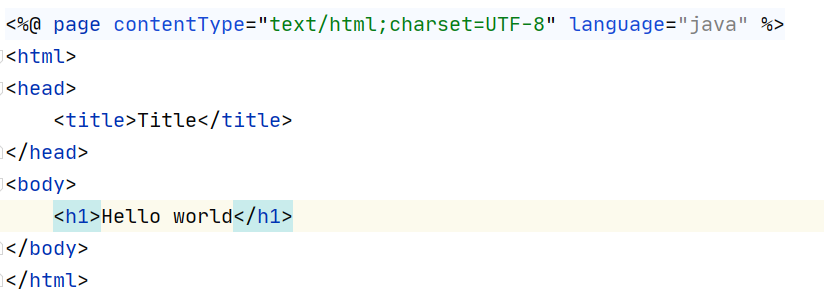 <%@ page contentType="text/html;charset=UTF-8" language="java" %>
<html>
<head>
    <title>Title</title>
</head>
<body>
    <h1>Hello world</h1>
</body>
</html>